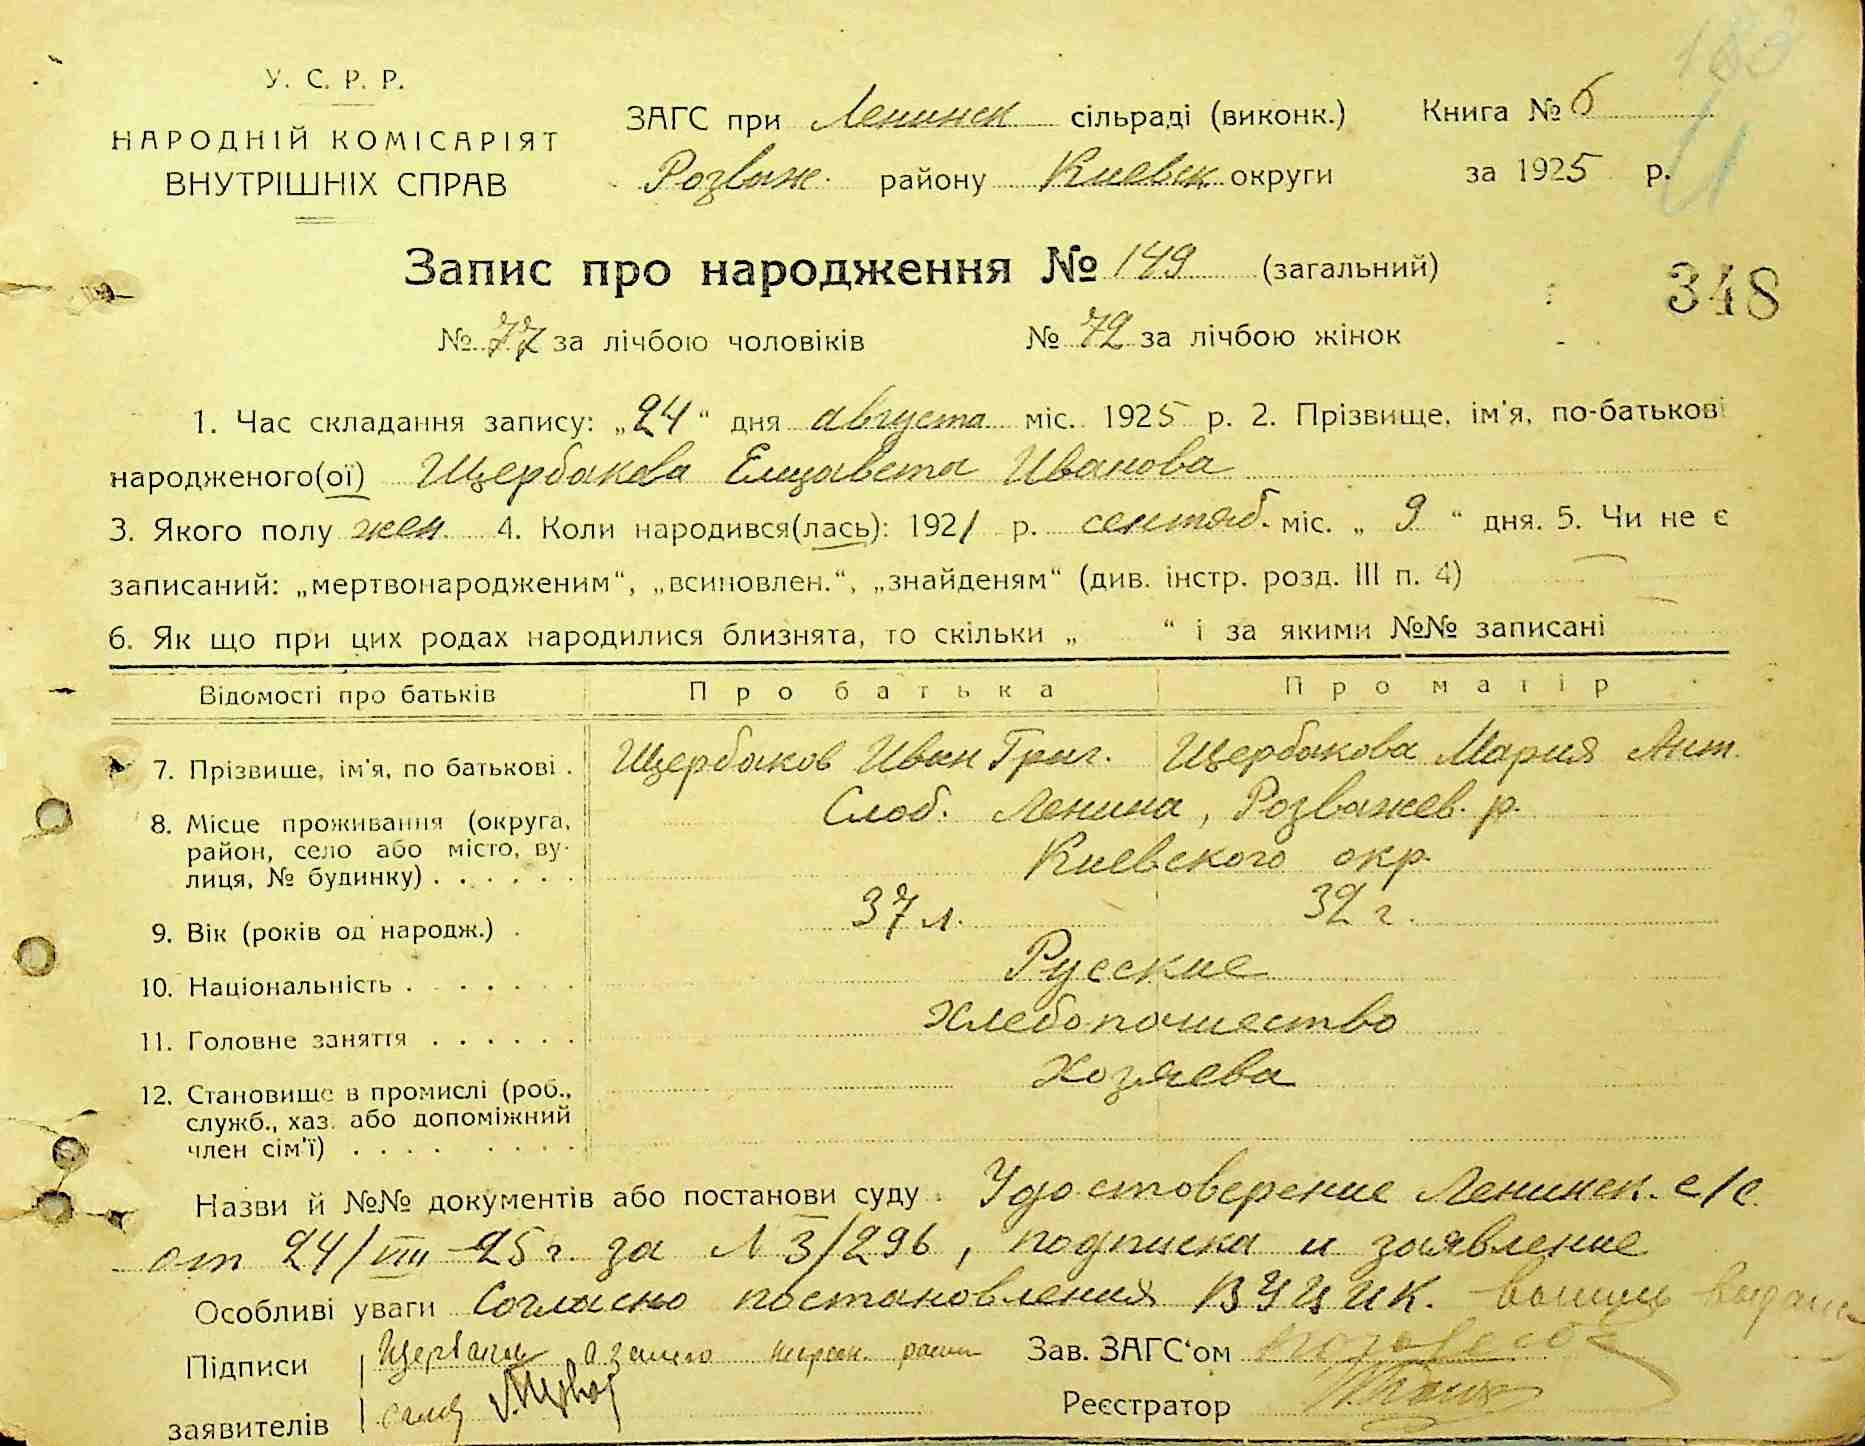 У. С. Р. Р.
НАРОДНІЙ КОМІСАРІЯТ
ВНУТРІШНІХ СПРАВ
ЗАГС при Ленинск сільраді (виконк.) Книга № 6
Розваж. району Киевск округи за 1925 р.
Запис про народження № 149 (загальний)
348
№ 77 за лічбою чоловіків № 72 за лічбою жінок
1. Час складання запису: „24“ дня августа міс. 1925 р. 2. Прізвище, ім'я, по-батькові
народженого(ої) Щербакова Елизавета Иванова
3. Якого полу жен. 4. Коли народився(лась): 1921 р. сентяб. міс. „ 9 “ дня. 5. Чи не є
записаний: „мертвонародженим“, „всиновлен.“, „знайденям“ (див. інстр. розд. III п. 4)
6. Як що при цих родах народилися близнята, то скільки „ “ і за якими №№ записані
Відомості про батьків Про батька Про матір
7. Прізвище, ім'я, по батькові . Щербаков Иван Григ. Щербакова Мария Ант.
8. Місце проживання (округа, район, село або місто, вулиця, № будинку) . . . . . . Слоб. Ленина, Розважев. р.
Киевского окр.
9. Вік (років од народж.) . 37 л. 32 г.
10. Національність . . . . . . . Русские
11. Головне заняття . . . . . . Хлебопашество
12. Становище в промислі (роб., служб., хаз. або допоміжний член сім'ї) . . . . . . . . Хозяева
Назви й №№ документів або постанови суду . Удостоверение Ленинск. с/с.
от 24/VIII-25 г. за № 3/296, подписка и заявление
Особливі уваги Согласно постановления ВУЦИК.
Підписи Зав. ЗАГС'ом
заявителів Реєстратор